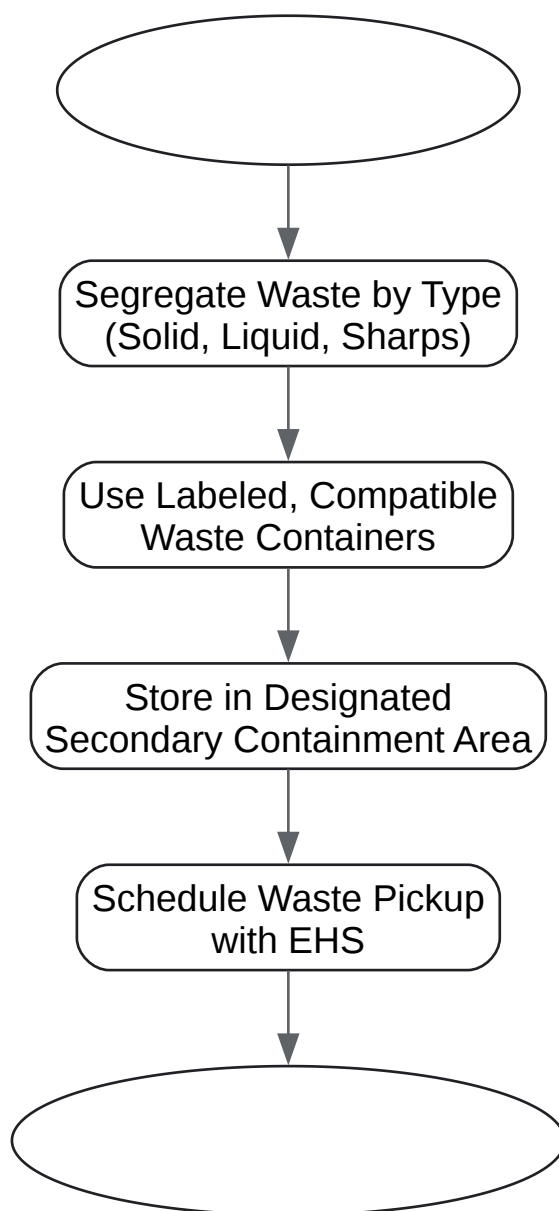 Segregate Waste by Type
(Solid, Liquid, Sharps)
Use Labeled, Compatible
Waste Containers
Store in Designated
Secondary Containment Area
Schedule Waste Pickup
with EHS